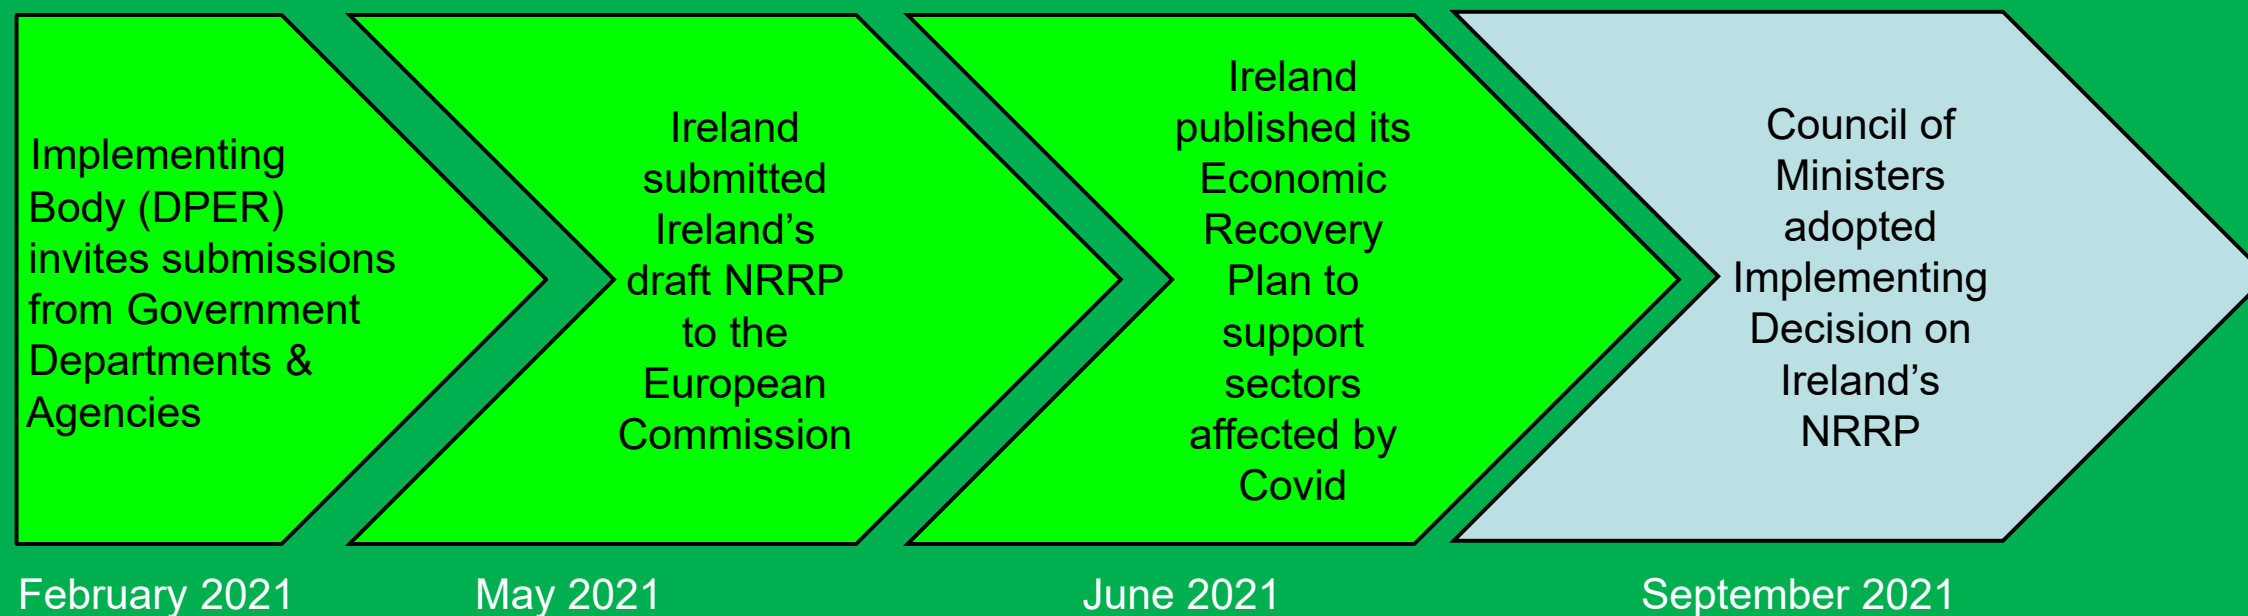 Implementing
Body (DPER)
invites submissions
from Government
Departments &
Agencies
Ireland
submitted
Ireland’s
draft NRRP
to the
European
Commission
Ireland
published its
Economic
Recovery
Plan to
support
sectors
affected by
Covid
Council of
Ministers
adopted
Implementing
Decision on
Ireland’s
NRRP
February 2021
May 2021
June 2021
September 2021